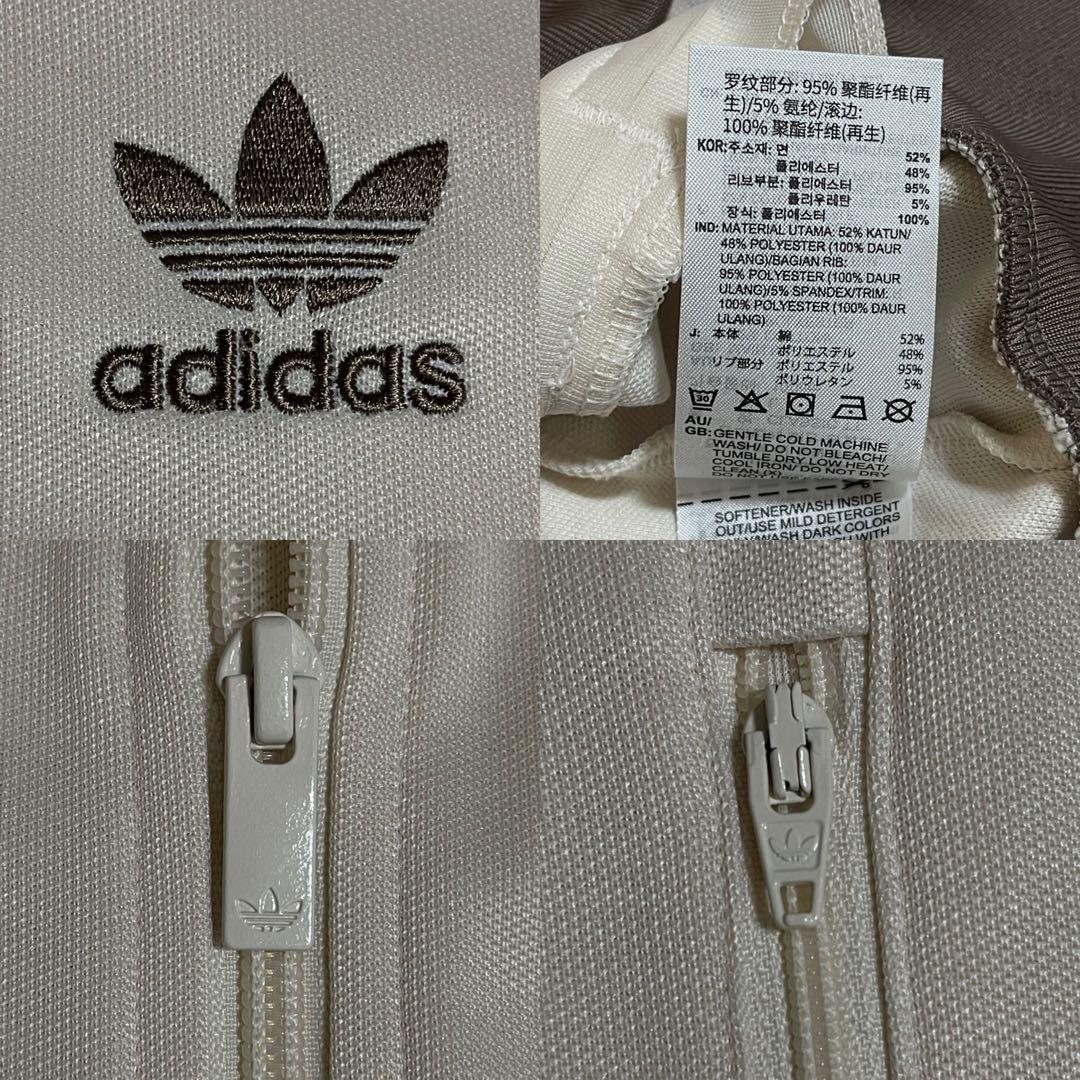 adidas
罗纹部分: 95% 聚酯纤维(再
生)/5% 氨纶/滚边:
100% 聚酯纤维(再生)
KOR: 주소재: 면 52%
폴리에스터 48%
리브부분: 폴리에스터 95%
폴리우레탄 5%
장식: 폴리에스터 100%
IND: MATERIAL UTAMA: 52% KATUN/
48% POLYESTER (100% DAUR
ULANG)/BAGIAN RIB:
95% POLYESTER (100% DAUR
ULANG)/5% SPANDEX/TRIM:
100% POLYESTER (100% DAUR
ULANG)
J: 本体 綿 52%
ポリエステル 48%
リブ部分 ポリエステル 95%
ポリウレタン 5%
30
AU/
GB: GENTLE COLD MACHINE
WASH/ DO NOT BLEACH/
TUMBLE DRY LOW HEAT/
COOL IRON/ DO NOT DRY
CLEAN
SOFTENER/WASH INSIDE
OUT/USE MILD DETERGENT
WASH DARK COLORS
WITH